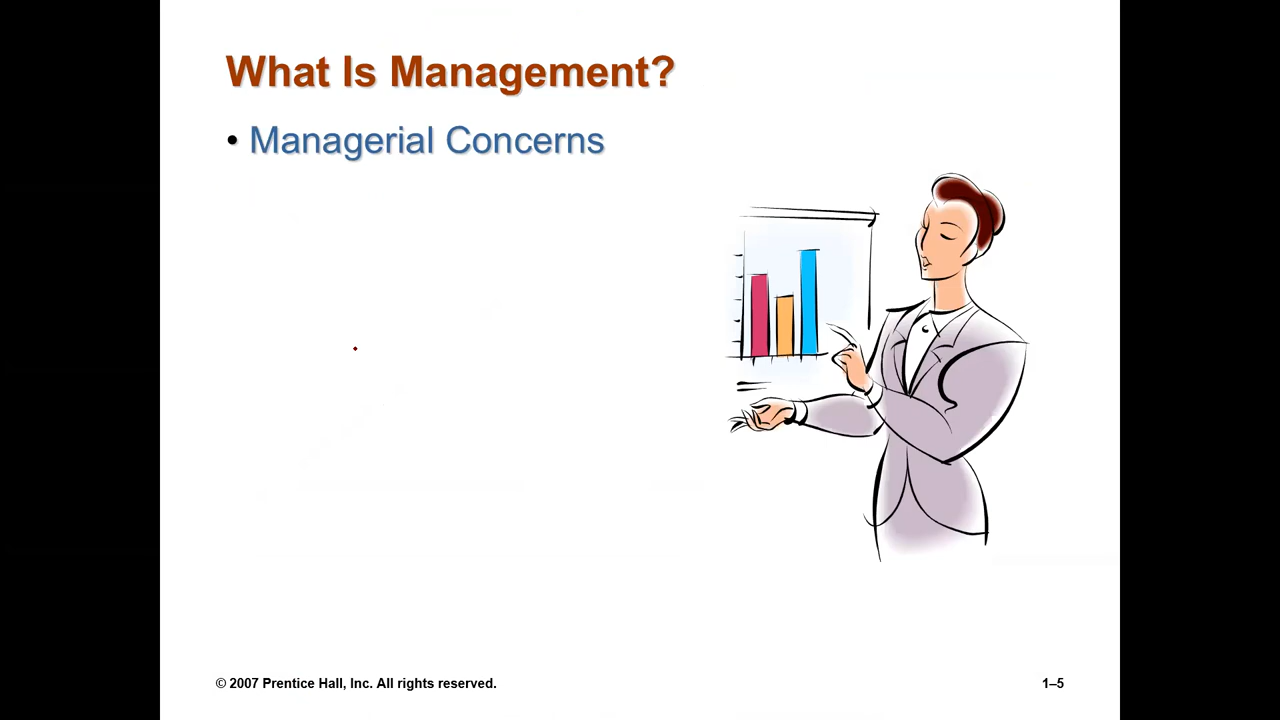 What Is Management?
• Managerial Concerns
© 2007 Prentice Hall, Inc. All rights reserved.
1–5